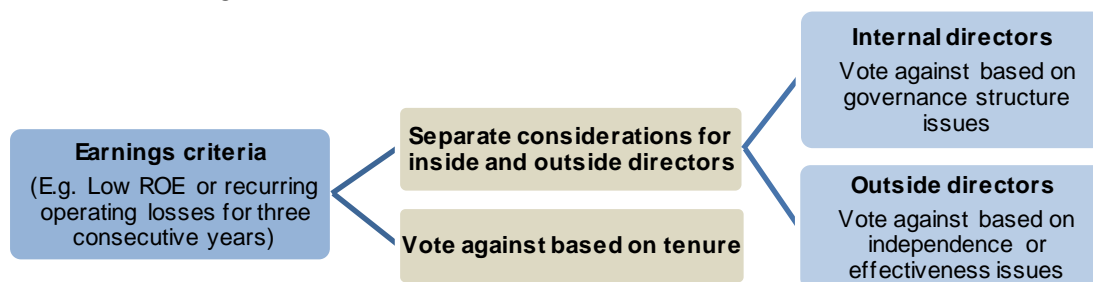 Earnings criteria
(E.g. Low ROE or recurring
operating losses for three
consecutive years)
Separate considerations for
inside and outside directors
Vote against based on tenure
Internal directors
Vote against based on
governance structure
issues
Outside directors
Vote against based on
independence or
effectiveness issues